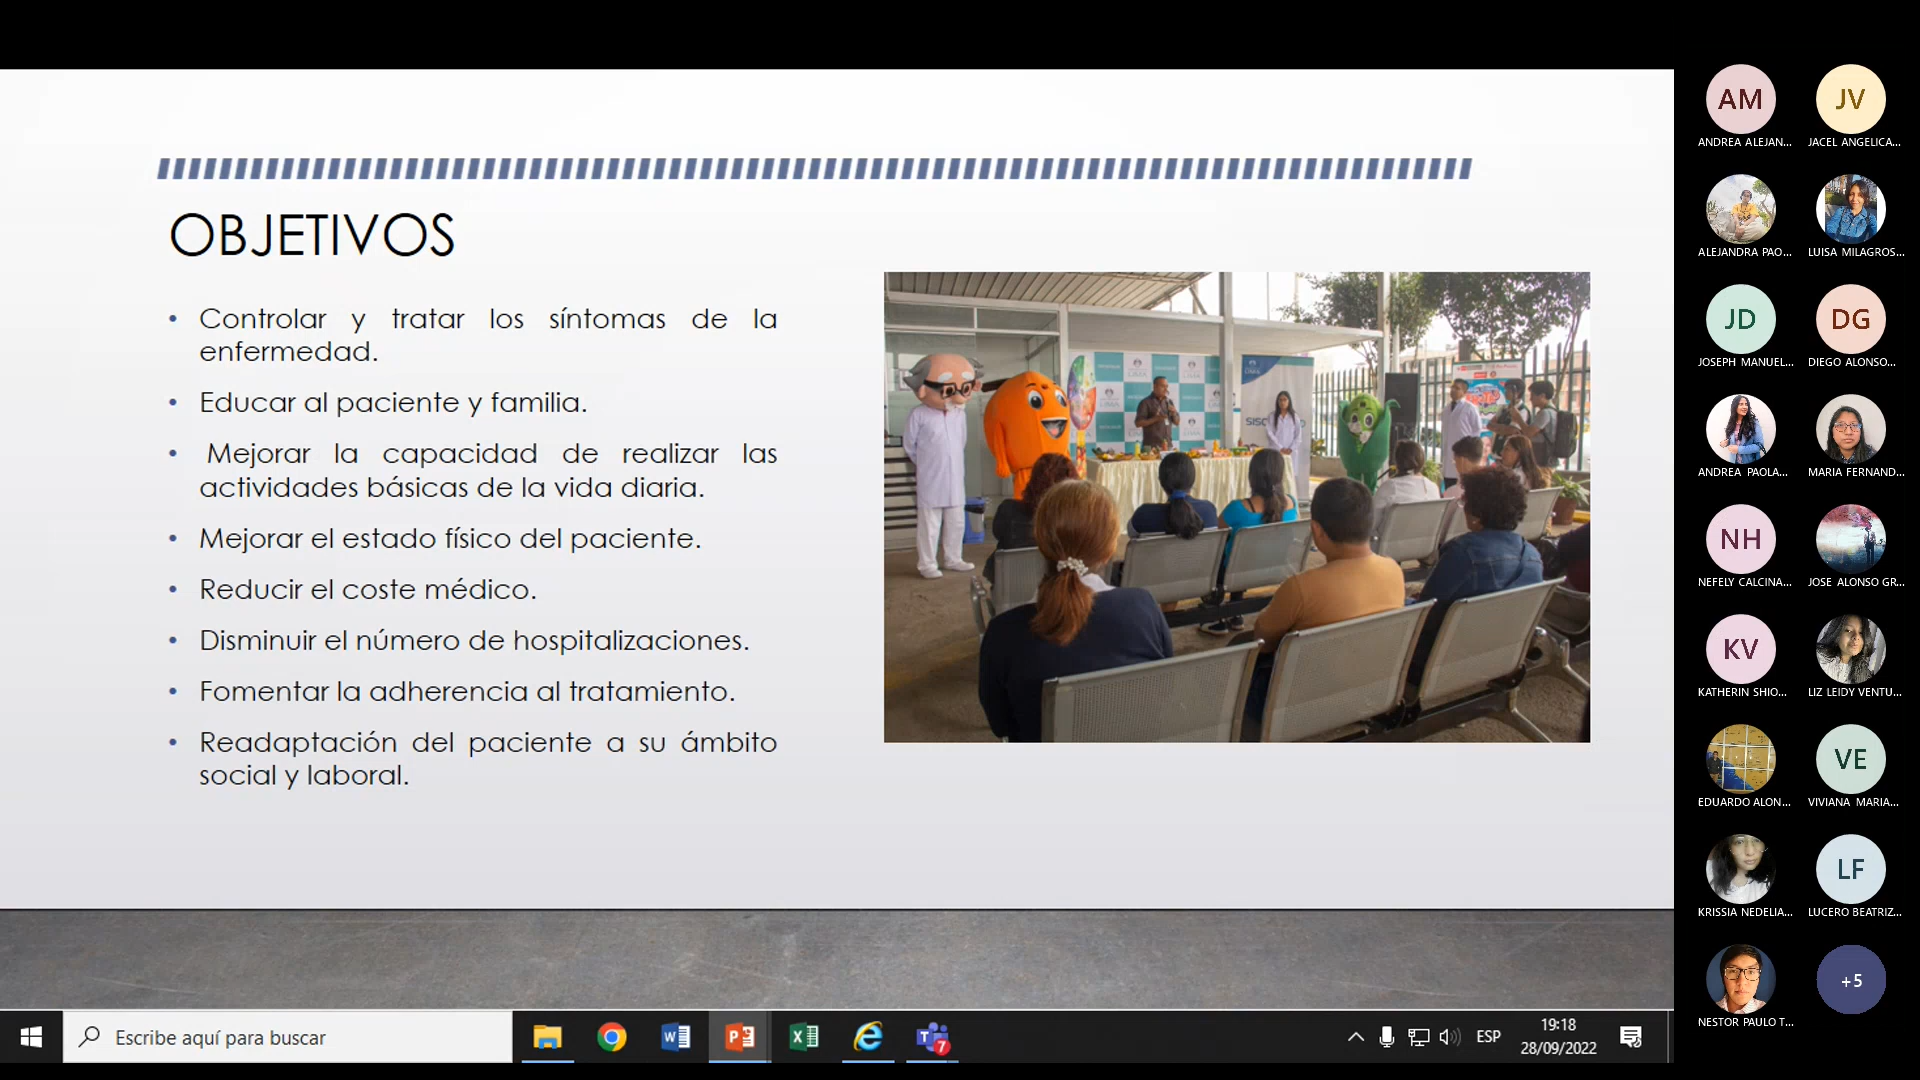 OBJETIVOS
• Controlar y tratar los síntomas de la
enfermedad.
• Educar al paciente y familia.
• Mejorar la capacidad de realizar las
actividades básicas de la vida diaria.
• Mejorar el estado físico del paciente.
• Reducir el coste médico.
• Disminuir el número de hospitalizaciones.
• Fomentar la adherencia al tratamiento.
• Readaptación del paciente a su ámbito
social y laboral.
AM
ANDREA ALEJAN...
JV
JACEL ANGELICA...
ALEJANDRA PAO...
LUISA MILAGROS...
JD
JOSEPH MANUEL...
DG
DIEGO ALONSO...
ANDREA PAOLA...
MARIA FERNAND...
NH
NEFELY CALCINA...
JOSE ALONSO GR...
KV
KATHERIN SHIO...
LIZ LEIDY VENTU...
EDUARDO ALON...
VE
VIVIANA MARIA...
KRISSIA NEDELIA...
LF
LUCERO BEATRIZ...
NESTOR PAULO T...
+5
Escribe aquí para buscar
7
ESP
19:18
28/09/2022